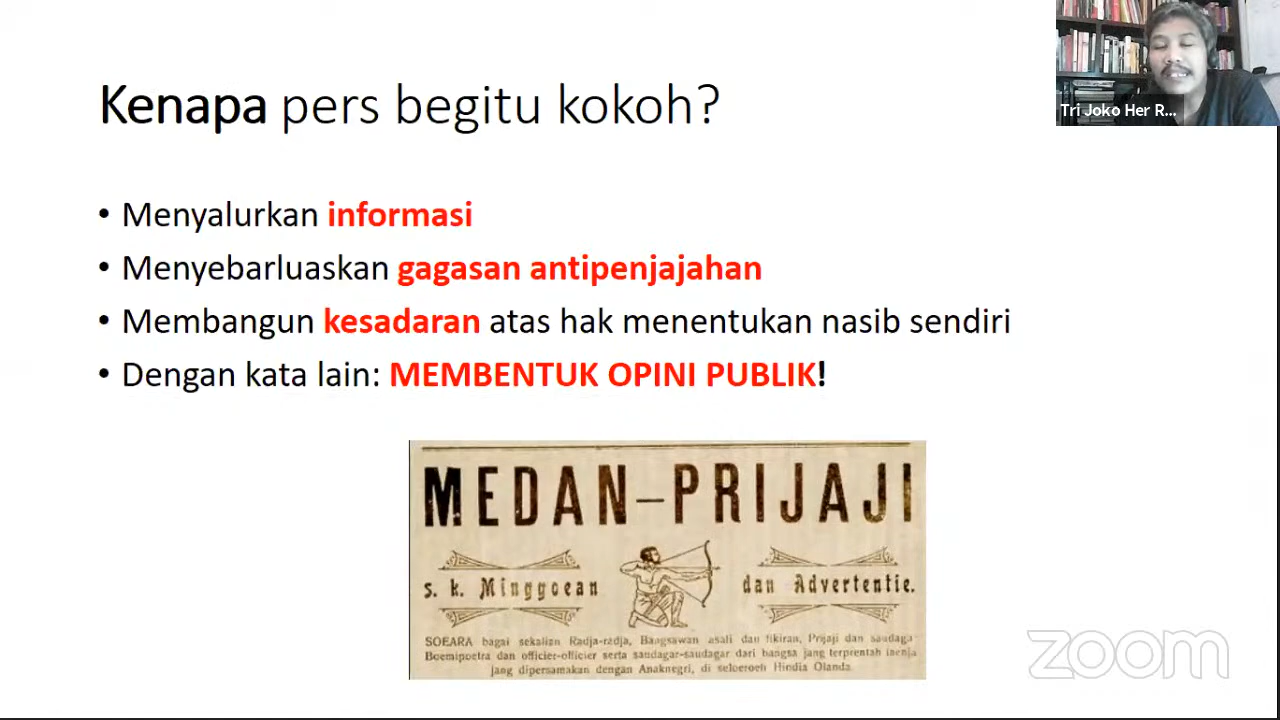 Kenapa pers begitu kokoh?
Tri Joko Her R...
• Menyalurkan informasi
• Menyebarluaskan gagasan antipenjajahan
• Membangun kesadaran atas hak menentukan nasib sendiri
• Dengan kata lain: MEMBENTUK OPINI PUBLIK!
MEDAN–PRIJAJI
s. k. Minggoean dan Advertentie.
SOEARA bagai sekalian Radja-radja, Bangsawan asali dan fikiran, Prijaji dan saudaga
Boemipoetra dan officier-officier serta saudagar-saudagar dari bangsa jang terprentah
jang dipersamakan dengan Anaknegri, di seloeroeh Hindia Olanda.
zoom